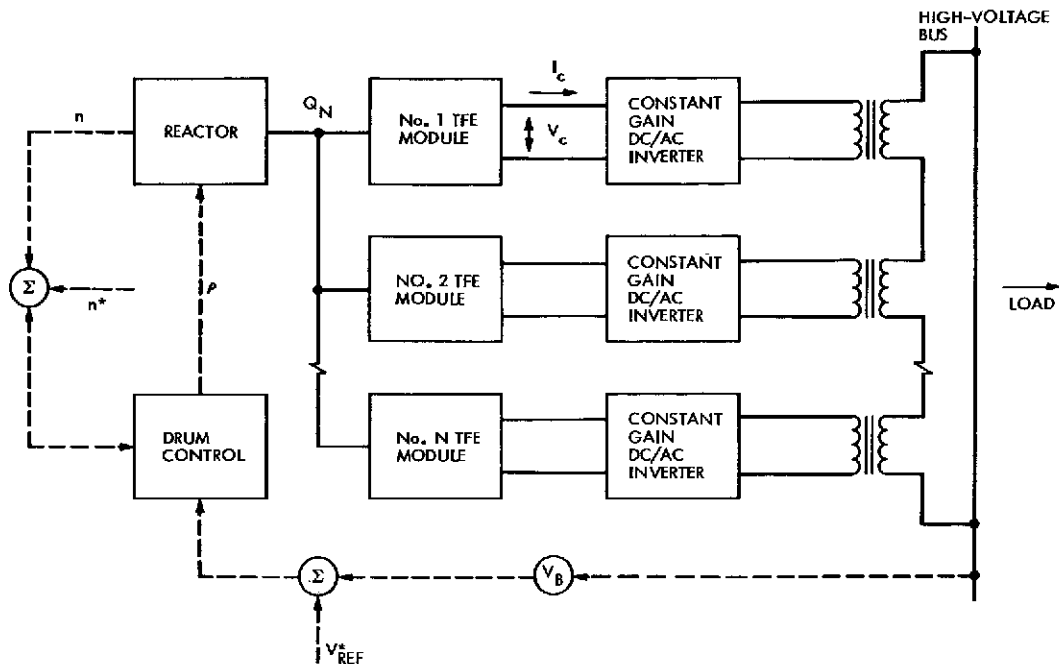 HIGH-VOLTAGE
BUS
n
REACTOR
Q_N
No. 1 TFE
MODULE
I_c
V_c
CONSTANT
GAIN
DC/AC
INVERTER
Σ
n*
ρ
NO. 2 TFE
MODULE
CONSTANT
GAIN
DC/AC
INVERTER
LOAD
DRUM
CONTROL
No. N TFE
MODULE
CONSTANT
GAIN
DC/AC
INVERTER
Σ
V_B
V*_REF